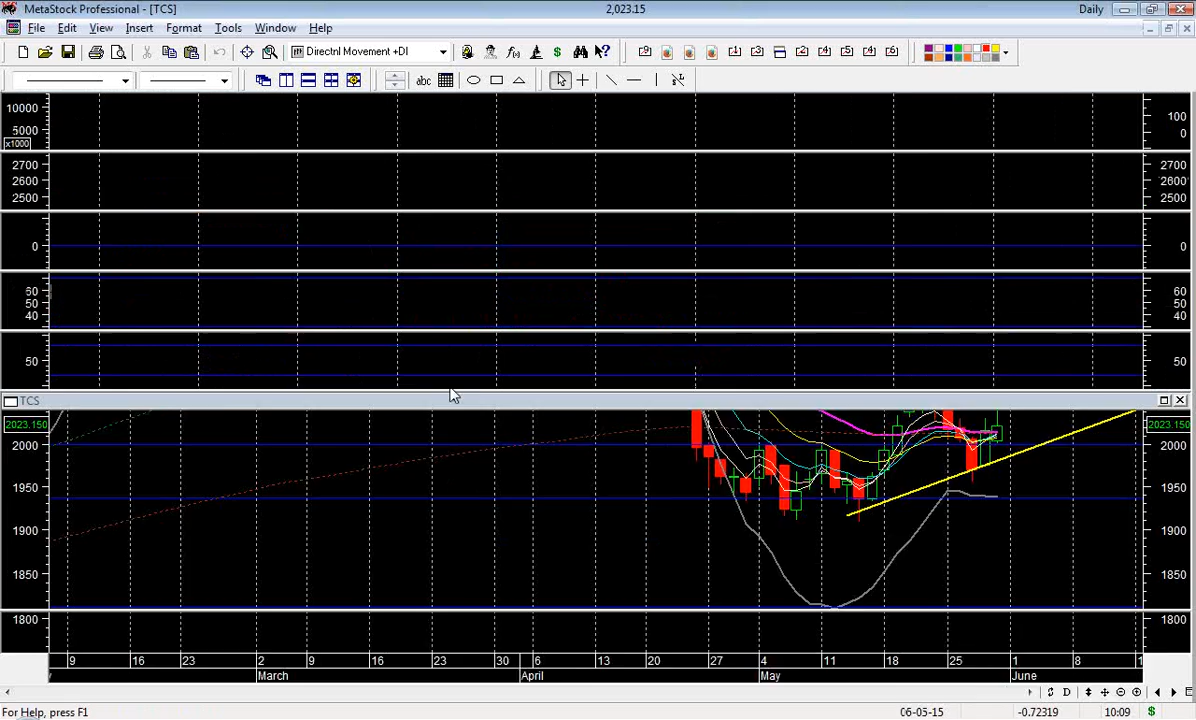 MetaStock Professional - [TCS] 2,023.15 Daily
File Edit View Insert Format Tools Window Help
Directnl Movement +DI
abc
10000 100
5000 0
x1000
2700 2700
2600 2600
2500 2500
0 0
60 60
50 50
40 40
50 50
TCS
2023.150 2023.150
2000 2000
1950 1950
1900 1900
1850 1850
1800 1800
9 16 23 2 9 16 23 30 6 13 20 27 4 11 18 25 1 8 1
March April May June
D
For Help, press F1 06-05-15 -0.72319 10:09 $